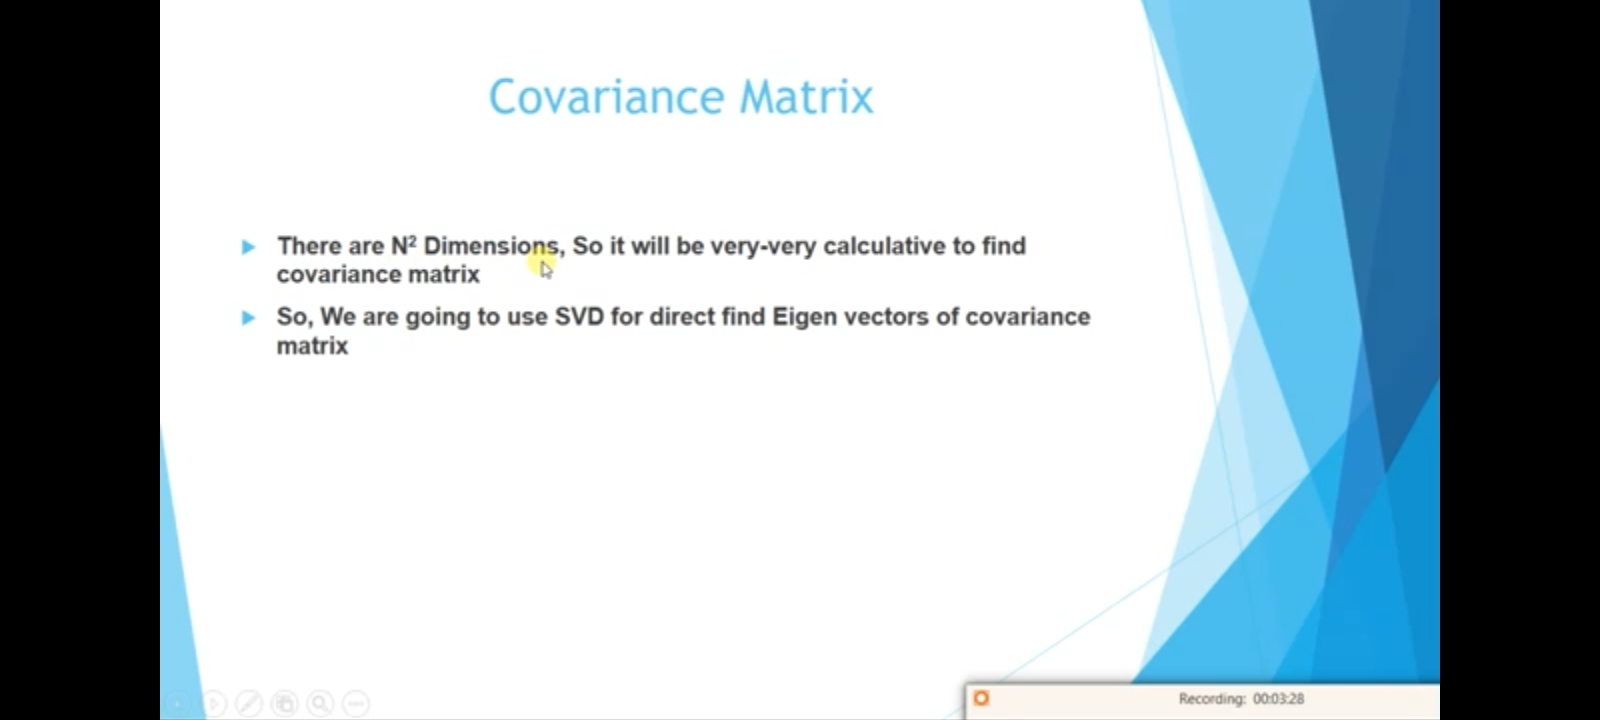 Covariance Matrix
There are N² Dimensions, So it will be very-very calculative to find
covariance matrix
So, We are going to use SVD for direct find Eigen vectors of covariance
matrix
Recording: 00:03:28